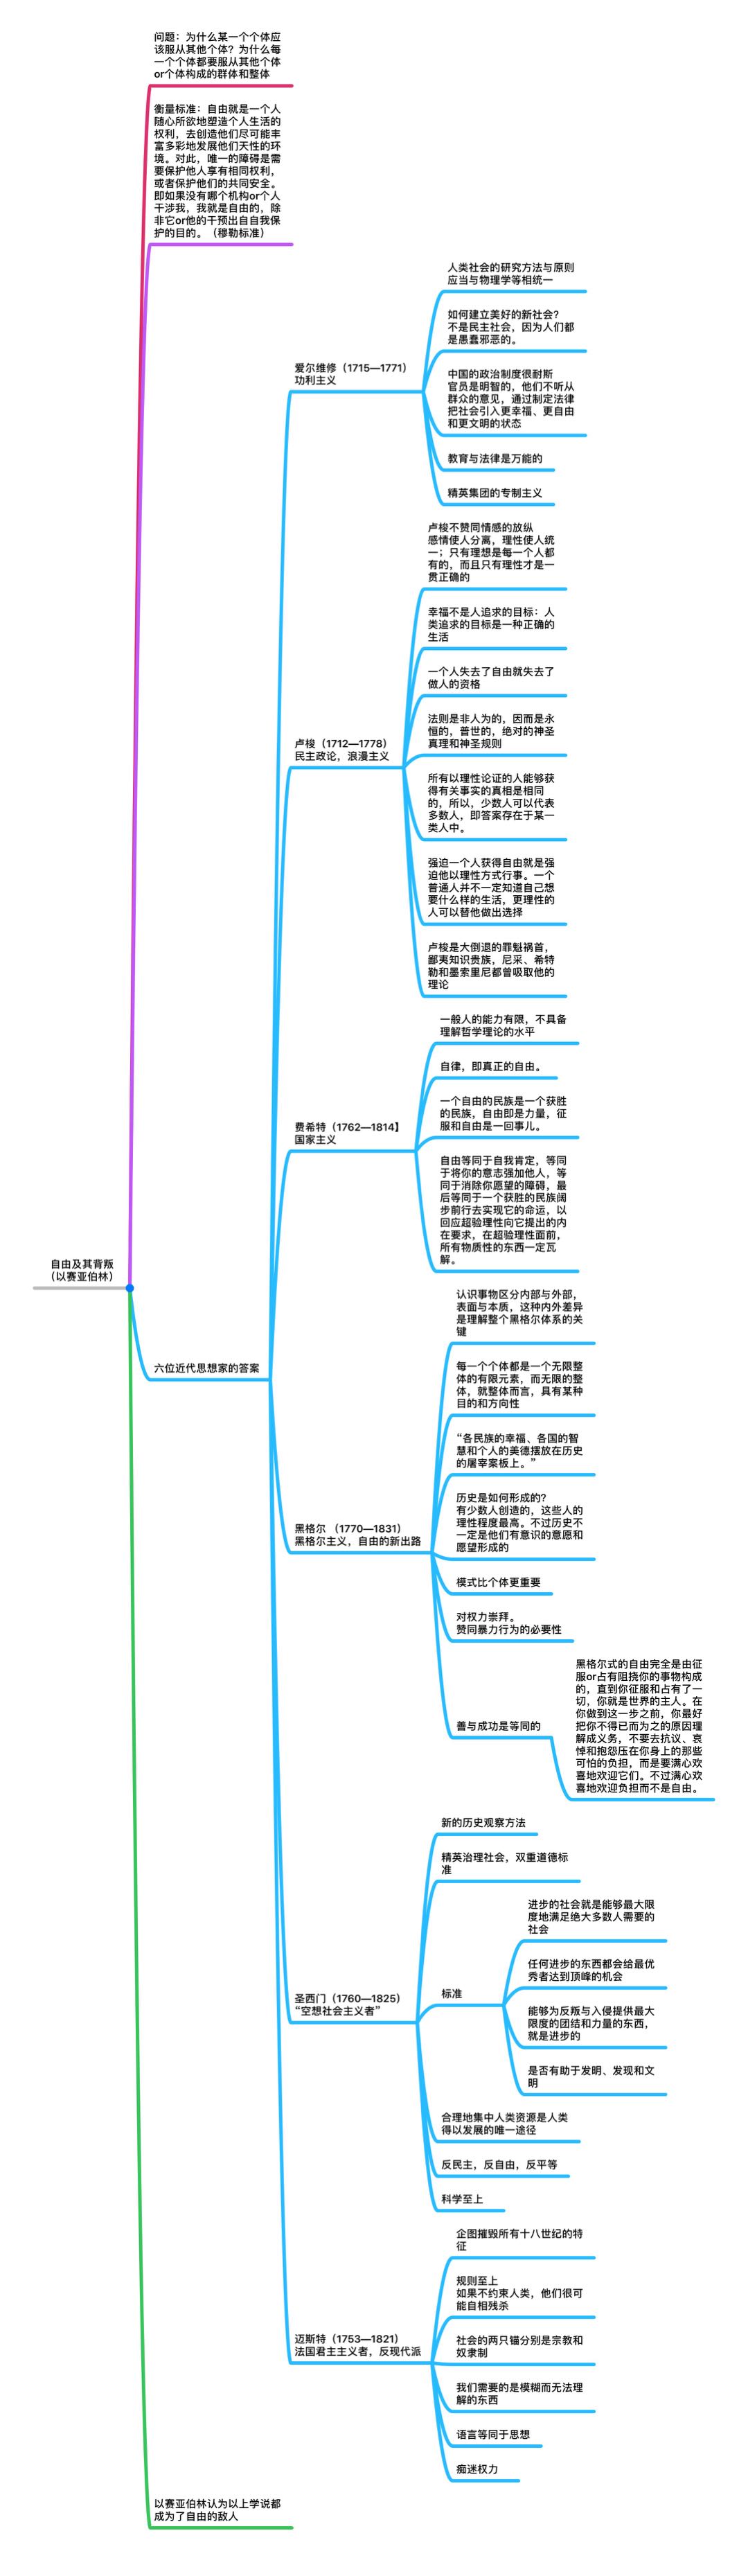 问题：为什么某一个个体应
该服从其他个体？为什么每
一个个体都要服从其他个体
or个体构成的群体和整体
衡量标准：自由就是一个人
随心所欲地塑造个人生活的
权利，去创造他们尽可能丰
富多彩地发展他们天性的环
境。对此，唯一的障碍是需
要保护他人享有相同权利，
或者保护他们的共同安全。
即如果没有哪个机构or个人
干涉我，我就是自由的，除
非它or他的干预出自自我保
护的目的。（穆勒标准）
人类社会的研究方法与原则
应当与物理学等相统一
如何建立美好的新社会？
不是民主社会，因为人们都
是愚蠢邪恶的。
爱尔维修（1715—1771）
功利主义
中国的政治制度很耐斯
官员是明智的，他们不听从
群众的意见，通过制定法律
把社会引入更幸福、更自由
和更文明的状态
教育与法律是万能的
精英集团的专制主义
卢梭不赞同情感的放纵
感情使人分离，理性使人统
一；只有理想是每一个人都
有的，而且只有理性才是一
贯正确的
幸福不是人追求的目标：人
类追求的目标是一种正确的
生活
一个人失去了自由就失去了
做人的资格
法则是非人为的，因而是永
恒的，普世的，绝对的神圣
真理和神圣规则
卢梭（1712—1778）
民主政论，浪漫主义
所有以理性论证的人能够获
得有关事实的真相是相同
的，所以，少数人可以代表
多数人，即答案存在于某一
类人中。
强迫一个人获得自由就是强
迫他以理性方式行事。一个
普通人并不一定知道自己想
要什么样的生活，更理性的
人可以替他做出选择
卢梭是大倒退的罪魁祸首，
鄙夷知识贵族，尼采、希特
勒和墨索里尼都曾吸取他的
理论
一般人的能力有限，不具备
理解哲学理论的水平
自律，即真正的自由。
一个自由的民族是一个获胜
的民族，自由即是力量，征
服和自由是一回事儿。
费希特（1762—1814】
国家主义
自由等同于自我肯定，等同
于将你的意志强加他人，等
同于消除你愿望的障碍，最
后等同于一个获胜的民族阔
步前行去实现它的命运，以
回应超验理性向它提出的内
在要求，在超验理性面前，
所有物质性的东西一定瓦
解。
自由及其背叛
（以赛亚伯林）
六位近代思想家的答案
认识事物区分内部与外部，
表面与本质，这种内外差异
是理解整个黑格尔体系的关
键
每一个个体都是一个无限整
体的有限元素，而无限的整
体，就整体而言，具有某种
目的和方向性
“各民族的幸福、各国的智
慧和个人的美德摆放在历史
的屠宰案板上。”
历史是如何形成的？
有少数人创造的，这些人的
理性程度最高。不过历史不
一定是他们有意识的意愿和
愿望形成的
黑格尔 （1770—1831）
黑格尔主义，自由的新出路
模式比个体更重要
对权力崇拜。
赞同暴力行为的必要性
善与成功是等同的
黑格尔式的自由完全是由征
服or占有阻挠你的事物构成
的，直到你征服和占有了一
切，你就是世界的主人。在
你做到这一步之前，你最好
把你不得已而为之的原因理
解成义务，不要去抗议、哀
悼和抱怨压在你身上的那些
可怕的负担，而是要满心欢
喜地欢迎它们。不过满心欢
喜地欢迎负担而不是自由。
新的历史观察方法
精英治理社会，双重道德标
准
圣西门（1760—1825）
“空想社会主义者”
标准
进步的社会就是能够最大限
度地满足绝大多数人需要的
社会
任何进步的东西都会给最优
秀者达到顶峰的机会
能够为反叛与入侵提供最大
限度的团结和力量的东西，
就是进步的
是否有助于发明、发现和文
明
合理地集中人类资源是人类
得以发展的唯一途径
反民主，反自由，反平等
科学至上
企图摧毁所有十八世纪的特
征
规则至上
如果不约束人类，他们很可
能自相残杀
迈斯特（1753—1821）
法国君主主义者，反现代派
社会的两只锚分别是宗教和
奴隶制
我们需要的是模糊而无法理
解的东西
语言等同于思想
痴迷权力
以赛亚伯林认为以上学说都
成为了自由的敌人